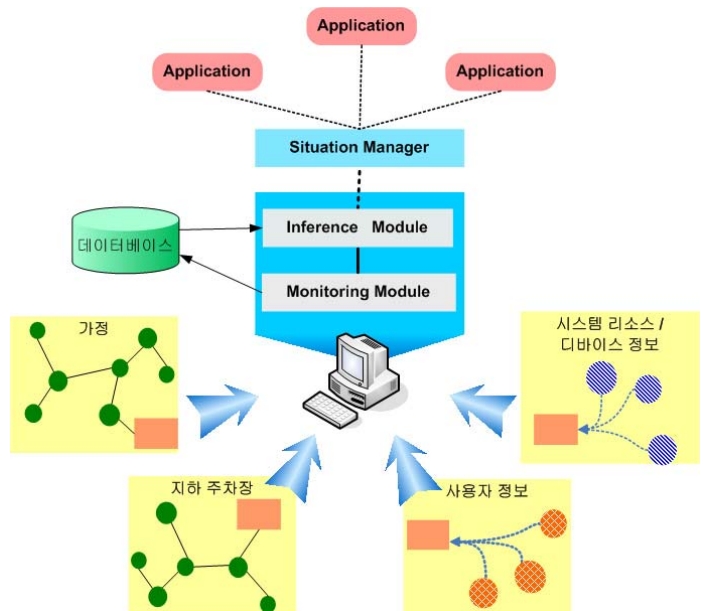 Application
Application
Application
Situation Manager
Inference Module
데이터베이스
Monitoring Module
가정
시스템 리소스 /
디바이스 정보
지하 주차장
사용자 정보